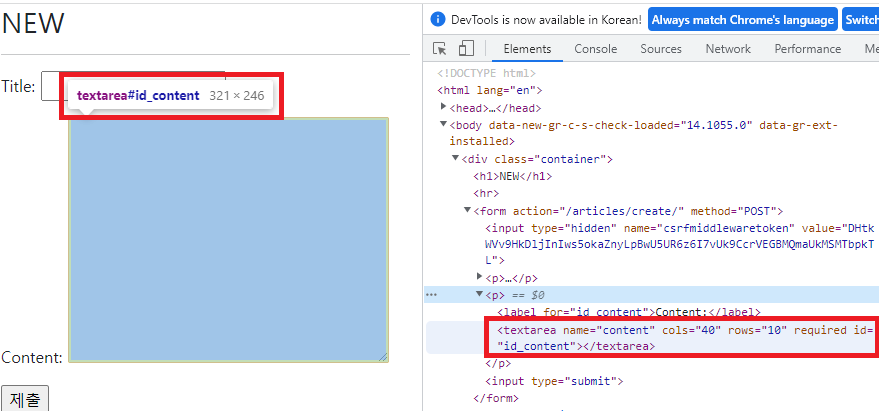 NEW
DevTools is now available in Korean! Always match Chrome's language Switch
Elements Console Sources Network Performance Me
Title:
textarea#id_content 321 × 246
Content:
제출
<!DOCTYPE html>
<html lang="en">
<head>…</head>
<body data-new-gr-c-s-check-loaded="14.1055.0" data-gr-ext-
installed>
<div class="container">
<h1>NEW</h1>
<hr>
<form action="/articles/create/" method="POST">
<input type="hidden" name="csrfmiddlewaretoken" value="DHtk
WVv9HkDljInIws5okaZnyLpBwU5UR6z6I7vUk9CcrVEGBMQmaUkMSMTbpkT
L">
<p>…</p>
<p> == $0
<label for="id_content">Content:</label>
<textarea name="content" cols="40" rows="10" required id=
"id_content"></textarea>
</p>
<input type="submit">
</form>